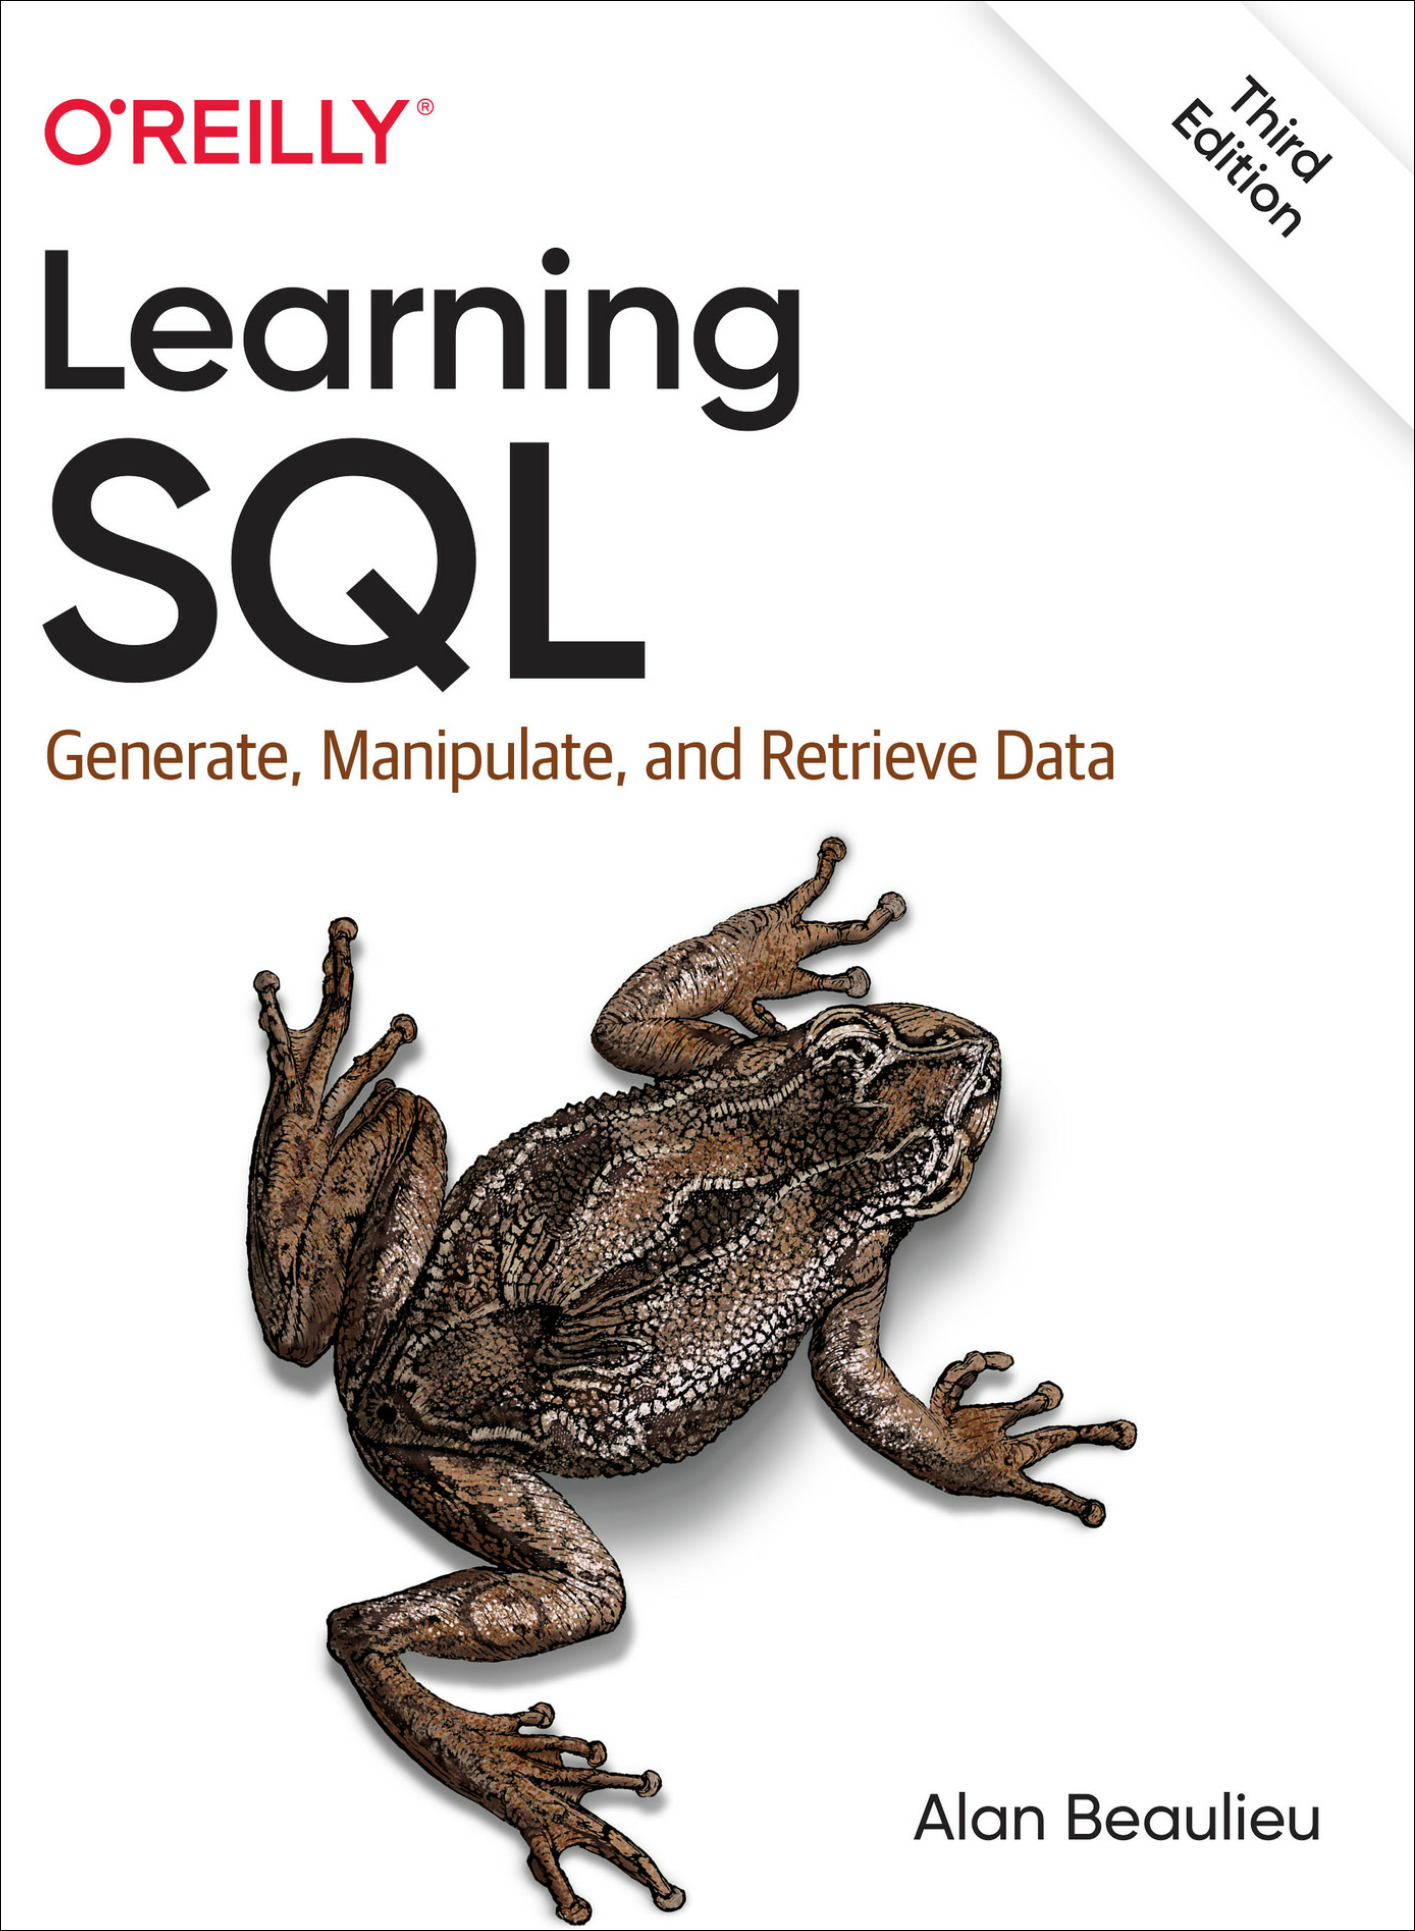 O'REILLY®
Third
Edition
Learning
SQL
Generate, Manipulate, and Retrieve Data
Alan Beaulieu